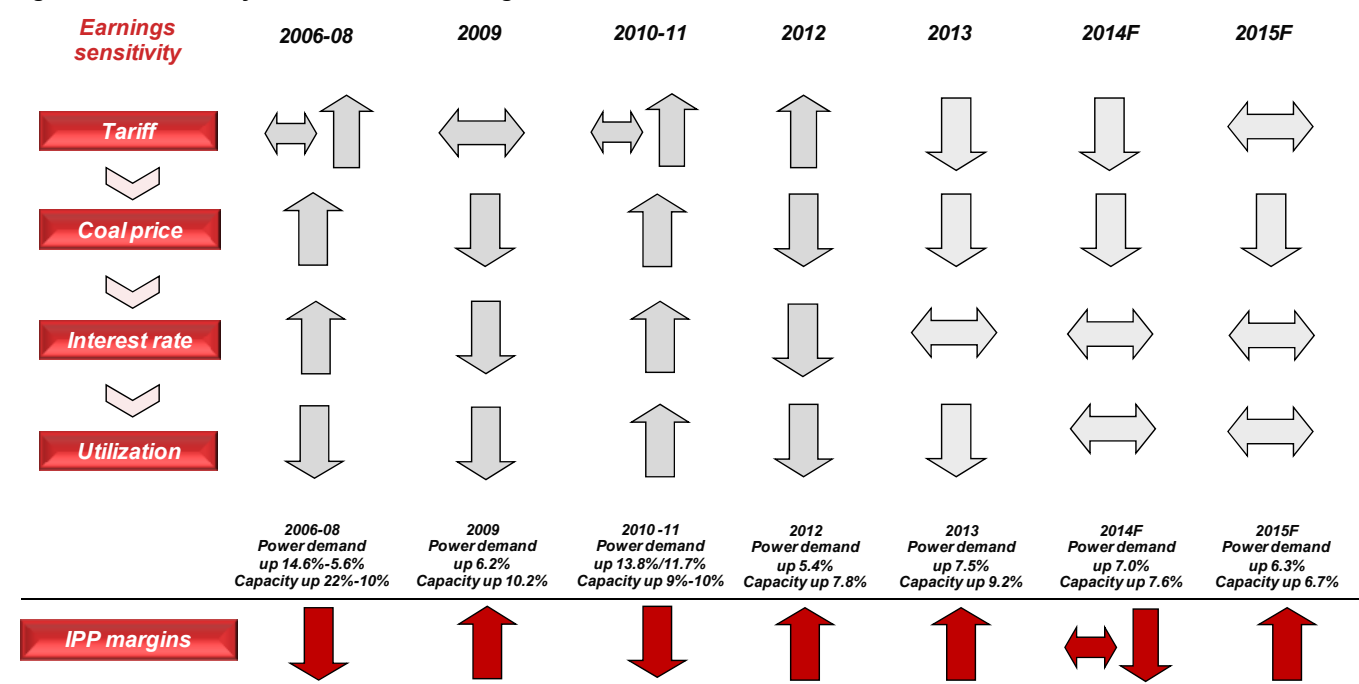 Earnings
sensitivity
2006-08
2009
2010-11
2012
2013
2014F
2015F
Tariff
Coal price
Interest rate
Utilization
2006-08
Power demand
up 14.6%-5.6%
Capacity up 22%-10%
2009
Power demand
up 6.2%
Capacity up 10.2%
2010 -11
Power demand
up 13.8%/11.7%
Capacity up 9%-10%
2012
Power demand
up 5.4%
Capacity up 7.8%
2013
Power demand
up 7.5%
Capacity up 9.2%
2014F
Power demand
up 7.0%
Capacity up 7.6%
2015F
Power demand
up 6.3%
Capacity up 6.7%
IPP margins